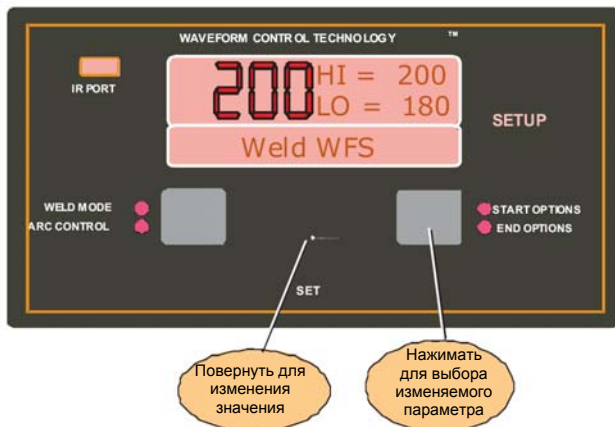 WAVEFORM CONTROL TECHNOLOGY ™
IR PORT
200
HI = 200
LO = 180
SETUP
Weld WFS
WELD MODE
ARC CONTROL
START OPTIONS
END OPTIONS
SET
Повернуть для
изменения
значения
Нажимать
для выбора
изменяемого
параметра